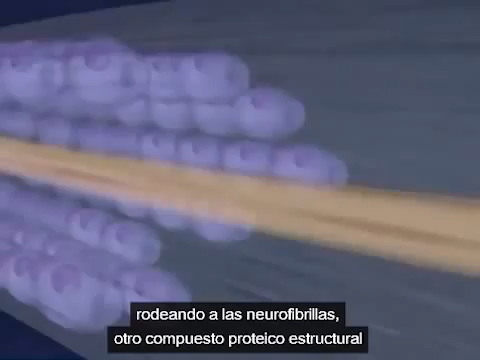 rodeando a las neurofibrillas,
otro compuesto proteico estructural